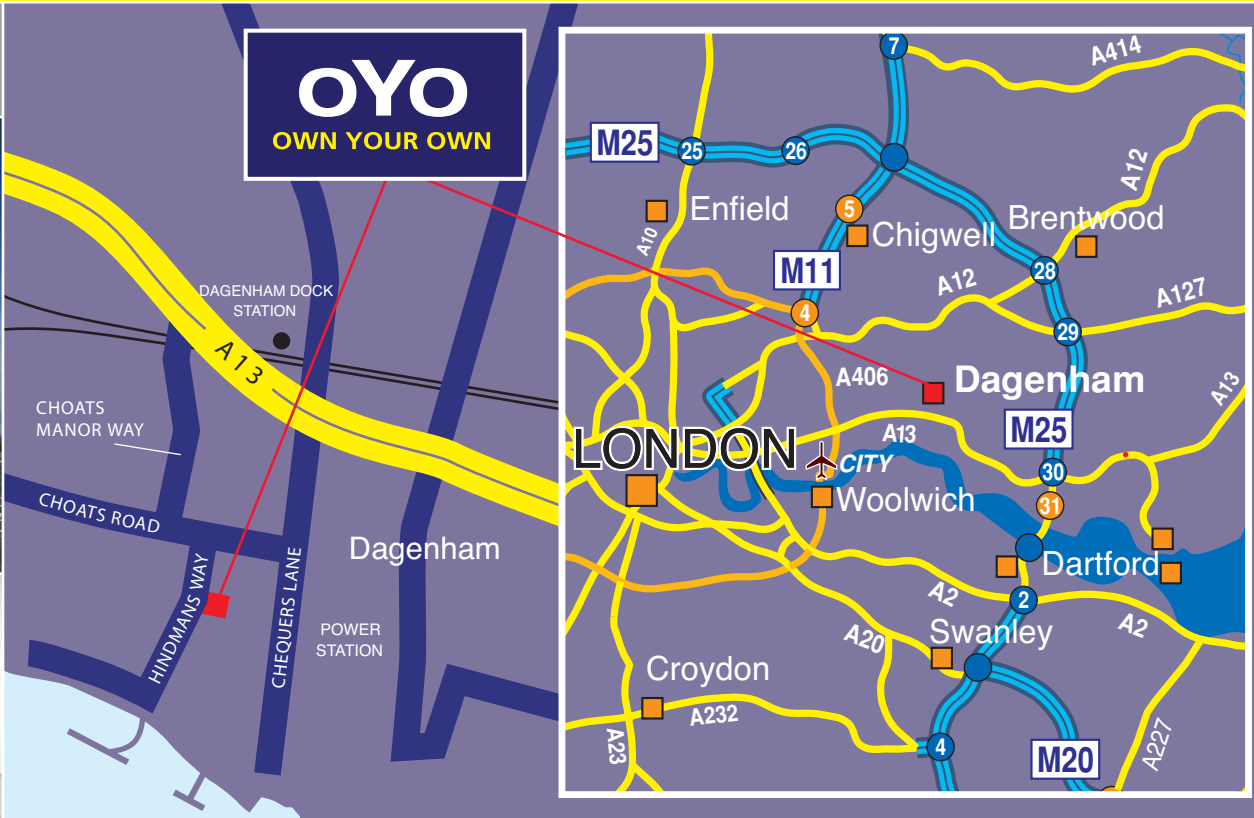 OYO
OWN YOUR OWN
DAGENHAM DOCK
STATION
A13
CHOATS
MANOR WAY
CHOATS ROAD
HINDMANS WAY
CHEQUERS LANE
Dagenham
POWER
STATION
7
A414
M25
25
26
A12
Enfield
5
Chigwell
Brentwood
A10
M11
28
A12
A127
4
29
A406
Dagenham
A13
M25
LONDON
A13
CITY
30
Woolwich
31
Dartford
A2
2
A2
A20
Swanley
Croydon
A232
A23
4
M20
A227